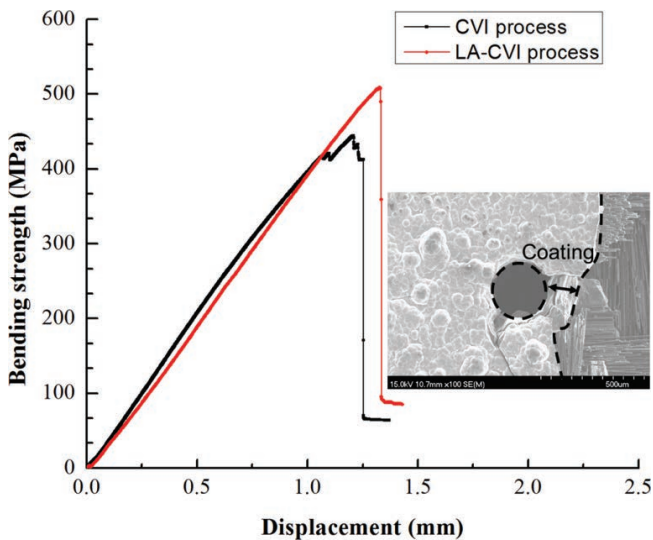 600
500
400
300
200
100
0
Bending strength (MPa)
CVI process
LA-CVI process
Coating
15.0kV 10.7mm x100 SE(M)
500um
0.0
0.5
1.0
1.5
2.0
2.5
Displacement (mm)